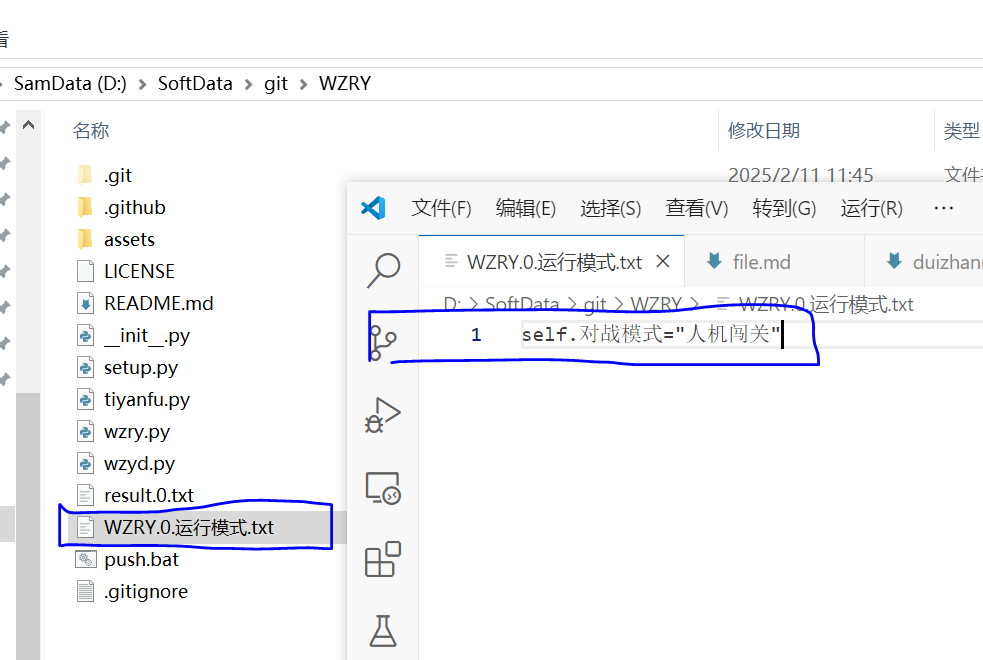 看
SamData (D:) > SoftData > git > WZRY
名称 修改日期 类型
.git 2025/2/11 11:45
.github
assets
LICENSE
README.md
__init__.py
setup.py
tiyanfu.py
wzry.py
wzyd.py
result.0.txt
WZRY.0.运行模式.txt
push.bat
.gitignore
文件(F) 编辑(E) 选择(S) 查看(V) 转到(G) 运行(R) ···
WZRY.0.运行模式.txt file.md
D: > SoftData > git > WZRY > WZRY.0.运行模式.txt
1 self.对战模式="人机闯关"